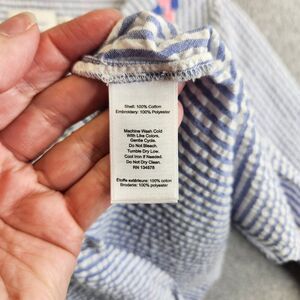 Shell: 100% Cotton
Embroidery: 100% Polyester
Machine Wash Cold
With Like Colors.
Gentle Cycle.
Do Not Bleach.
Tumble Dry Low.
Cool Iron If Needed.
Do Not Dry Clean.
RN 134678
Étoffe extérieure: 100% coton
Broderie: 100% polyester